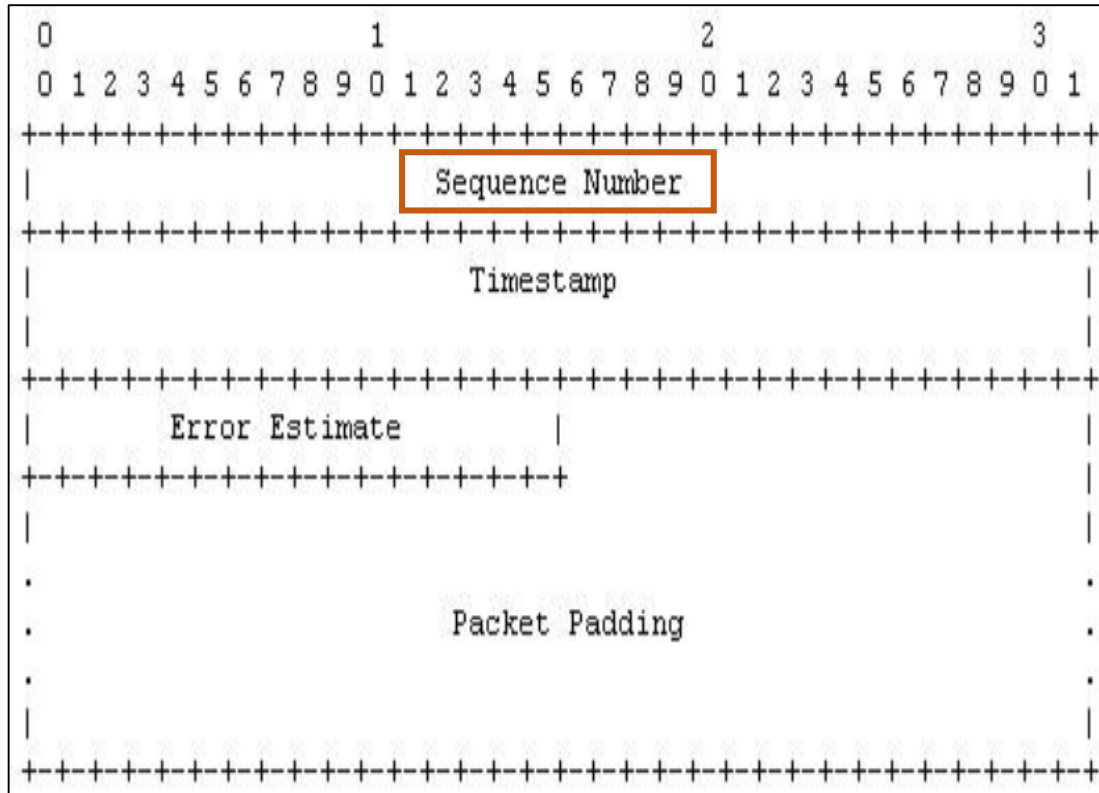 0 1 2 3
0 1 2 3 4 5 6 7 8 9 0 1 2 3 4 5 6 7 8 9 0 1 2 3 4 5 6 7 8 9 0 1
+-+-+-+-+-+-+-+-+-+-+-+-+-+-+-+-+-+-+-+-+-+-+-+-+-+-+-+-+-+-+-+-+
| Sequence Number |
+-+-+-+-+-+-+-+-+-+-+-+-+-+-+-+-+-+-+-+-+-+-+-+-+-+-+-+-+-+-+-+-+
| Timestamp |
| |
+-+-+-+-+-+-+-+-+-+-+-+-+-+-+-+-+-+-+-+-+-+-+-+-+-+-+-+-+-+-+-+-+
| Error Estimate | |
+-+-+-+-+-+-+-+-+-+-+-+-+-+-+-+-+
| |
. .
. Packet Padding .
. .
| |
+-+-+-+-+-+-+-+-+-+-+-+-+-+-+-+-+-+-+-+-+-+-+-+-+-+-+-+-+-+-+-+-+